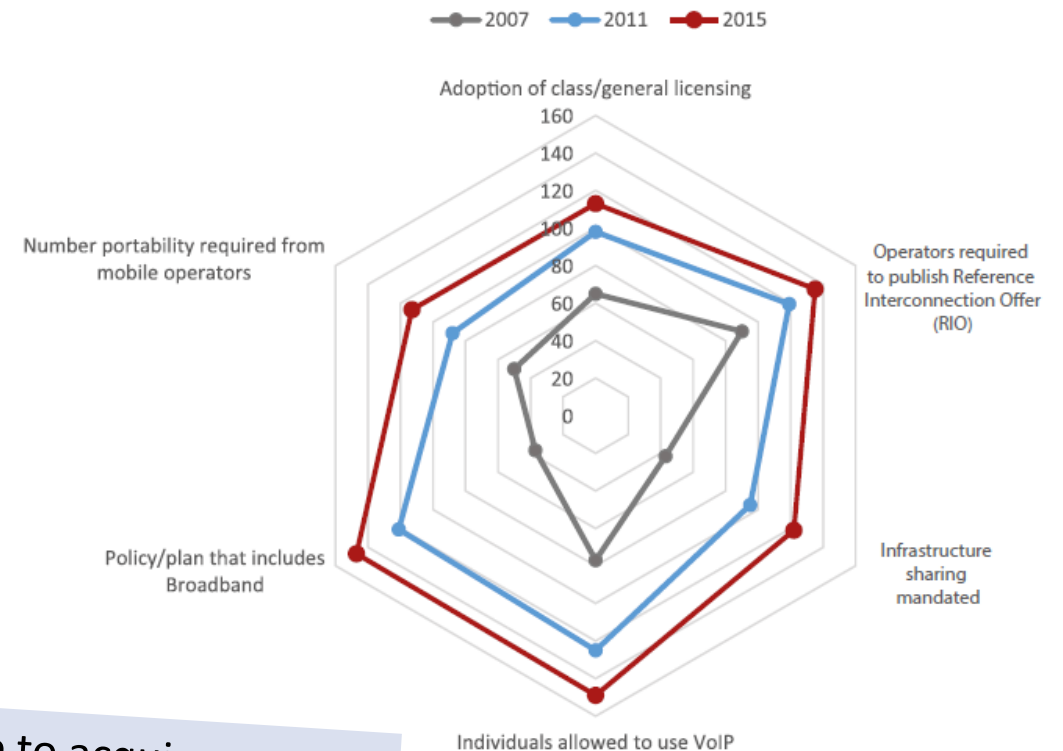 2007 2011 2015
Adoption of class/general licensing
160
140
120
100
80
60
40
20
0
Operators required
to publish Reference
Interconnection Offer
(RIO)
Infrastructure
sharing
mandated
Individuals allowed to use VoIP
Policy/plan that includes
Broadband
Number portability required from
mobile operators
to